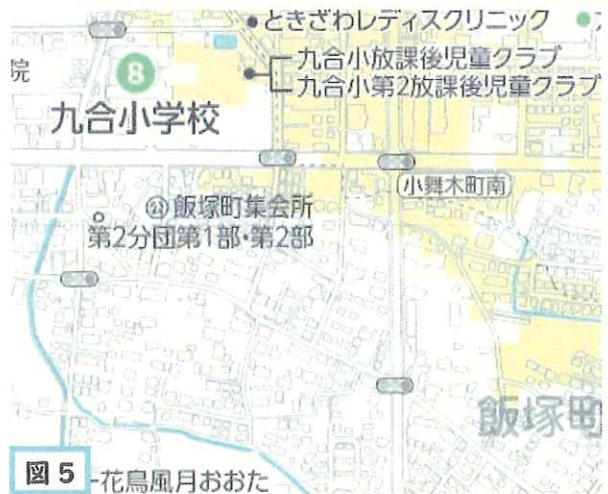 ときざわレディスクリニック
院
8
九合小放課後児童クラブ
九合小第2放課後児童クラブ
九合小学校
小舞木町南
公 飯塚町集会所
第2分団第1部・第2部
飯塚町
図5
花鳥風月おおた